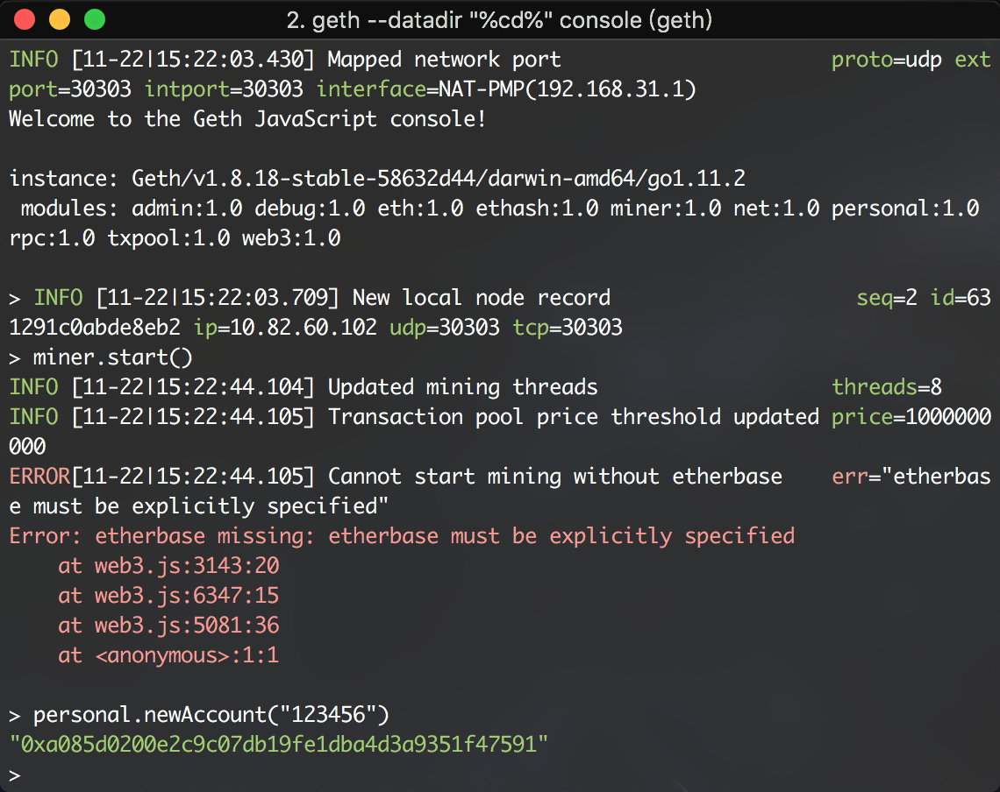 2. geth --datadir "%cd%" console (geth)
INFO [11-22|15:22:03.430] Mapped network port proto=udp ext
port=30303 intport=30303 interface=NAT-PMP(192.168.31.1)
Welcome to the Geth JavaScript console!
instance: Geth/v1.8.18-stable-58632d44/darwin-amd64/go1.11.2
modules: admin:1.0 debug:1.0 eth:1.0 ethash:1.0 miner:1.0 net:1.0 personal:1.0
rpc:1.0 txpool:1.0 web3:1.0
> INFO [11-22|15:22:03.709] New local node record seq=2 id=63
1291c0abde8eb2 ip=10.82.60.102 udp=30303 tcp=30303
> miner.start()
INFO [11-22|15:22:44.104] Updated mining threads threads=8
INFO [11-22|15:22:44.105] Transaction pool price threshold updated price=1000000
000
ERROR[11-22|15:22:44.105] Cannot start mining without etherbase err="etherbas
e must be explicitly specified"
Error: etherbase missing: etherbase must be explicitly specified
at web3.js:3143:20
at web3.js:6347:15
at web3.js:5081:36
at <anonymous>:1:1
> personal.newAccount("123456")
"0xa085d0200e2c9c07db19fe1dba4d3a9351f47591"
>